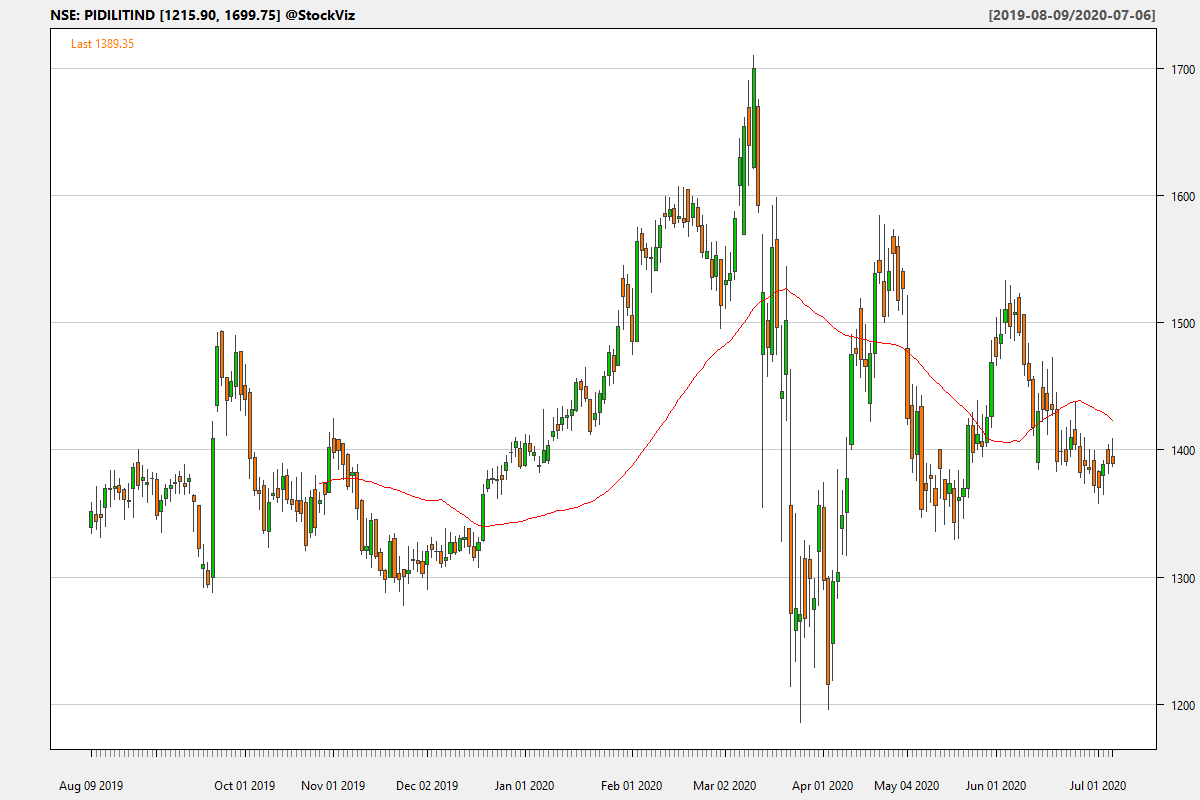 NSE: PIDILITIND [1215.90, 1699.75] @StockViz [2019-08-09/2020-07-06]
Last 1389.35
1700
1600
1500
1400
1300
1200
Aug 09 2019 Oct 01 2019 Nov 01 2019 Dec 02 2019 Jan 01 2020 Feb 01 2020 Mar 02 2020 Apr 01 2020 May 04 2020 Jun 01 2020 Jul 01 2020